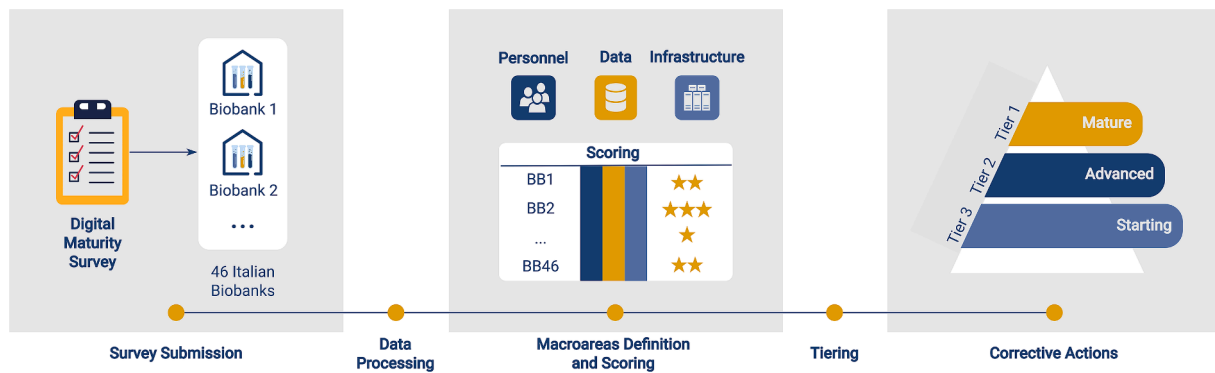 Biobank 1
Biobank 2
...
Digital
Maturity
Survey
46 Italian
Biobanks
Personnel Data Infrastructure
Scoring
BB1
BB2
...
BB46
Tier 1 Mature
Tier 2 Advanced
Tier 3 Starting
Survey Submission
Data
Processing
Macroareas Definition
and Scoring
Tiering
Corrective Actions